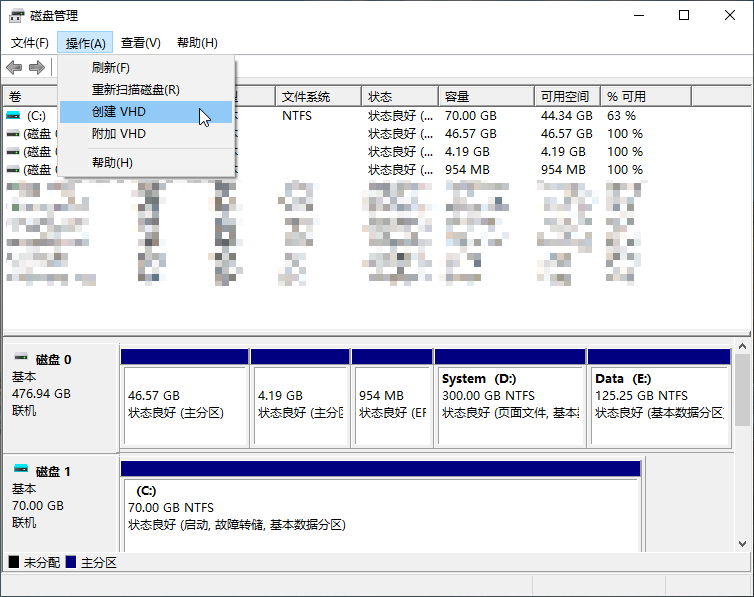 磁盘管理
文件(F) 操作(A) 查看(V) 帮助(H)
刷新(F)
重新扫描磁盘(R)
创建 VHD
附加 VHD
帮助(H)
卷 文件系统 状态 容量 可用空间 % 可用
(C:) NTFS 状态良好 (... 70.00 GB 44.34 GB 63 %
(磁盘 状态良好 (... 46.57 GB 46.57 GB 100 %
(磁盘 状态良好 (... 4.19 GB 4.19 GB 100 %
(磁盘 状态良好 (... 954 MB 954 MB 100 %
磁盘 0
基本
476.94 GB
联机
46.57 GB
状态良好 (主分区)
4.19 GB
状态良好 (主分
954 MB
状态良好 (EF
System (D:)
300.00 GB NTFS
状态良好 (页面文件, 基本
Data (E:)
125.25 GB NTFS
状态良好 (基本数据分区
磁盘 1
基本
70.00 GB
联机
(C:)
70.00 GB NTFS
状态良好 (启动, 故障转储, 基本数据分区)
未分配 主分区